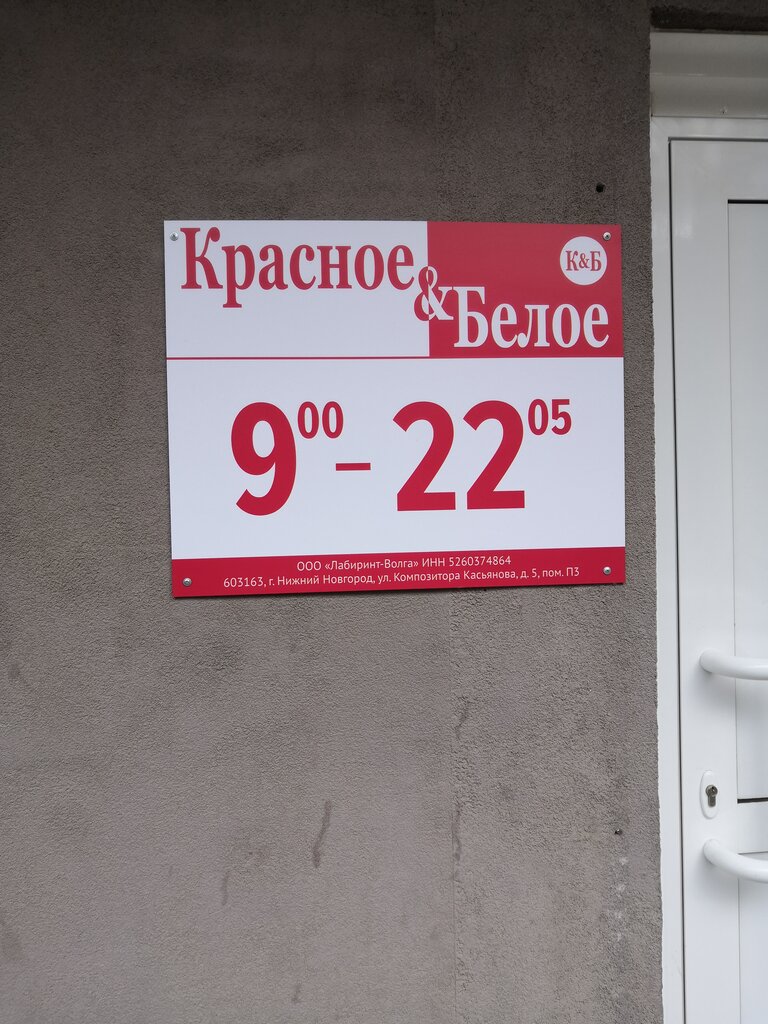 Красное
&
Белое
К&Б
9⁰⁰ – 22⁰⁵
ООО «Лабиринт-Волга» ИНН 5260374864
603163, г. Нижний Новгород, ул. Композитора Касьянова, д. 5, пом. П3